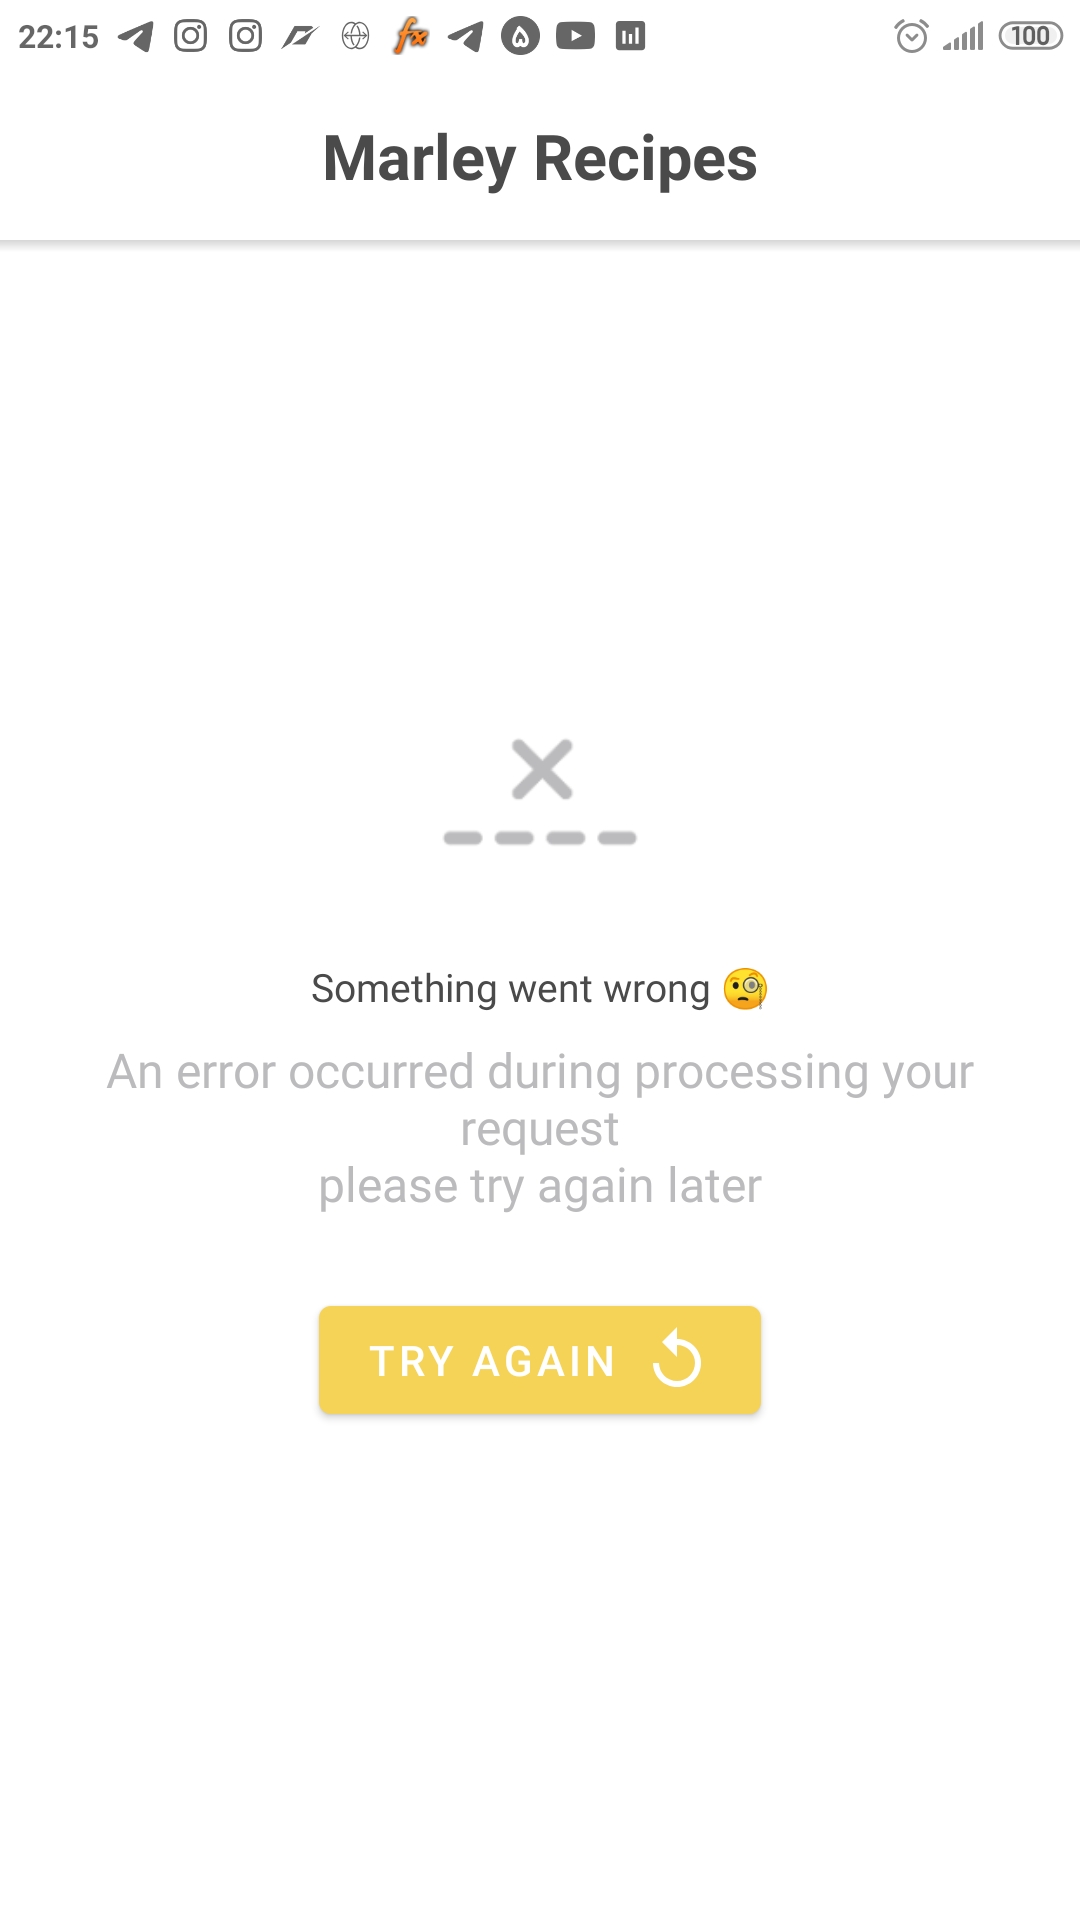 22:15 fx 100
Marley Recipes
Something went wrong 🧐
An error occurred during processing your
request
please try again later
TRY AGAIN